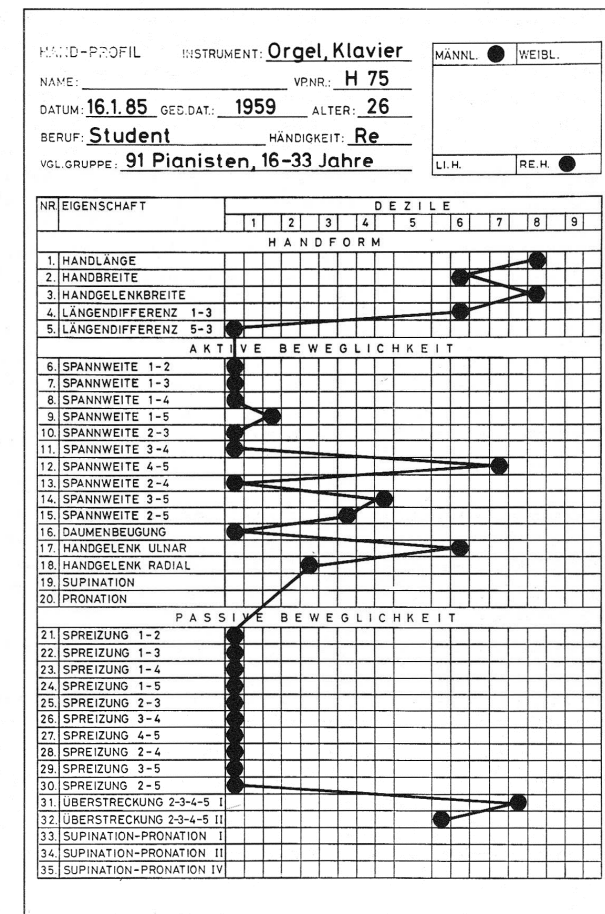 HAND-PROFIL INSTRUMENT: Orgel, Klavier
MÄNNL. WEIBL.
NAME: VP.NR.: H 75
DATUM: 16.1.85 GEB.DAT.: 1959 ALTER: 26
BERUF: Student HÄNDIGKEIT: Re
VGL.GRUPPE: 91 Pianisten, 16-33 Jahre
LI.H. RE.H.
NR. EIGENSCHAFT DEZILE
1 2 3 4 5 6 7 8 9
HANDFORM
1. HANDLÄNGE
2. HANDBREITE
3. HANDGELENKBREITE
4. LÄNGENDIFFERENZ 1-3
5. LÄNGENDIFFERENZ 5-3
AKTIVE BEWEGLICHKEIT
6. SPANNWEITE 1-2
7. SPANNWEITE 1-3
8. SPANNWEITE 1-4
9. SPANNWEITE 1-5
10. SPANNWEITE 2-3
11. SPANNWEITE 3-4
12. SPANNWEITE 4-5
13. SPANNWEITE 2-4
14. SPANNWEITE 3-5
15. SPANNWEITE 2-5
16. DAUMENBEUGUNG
17. HANDGELENK ULNAR
18. HANDGELENK RADIAL
19. SUPINATION
20. PRONATION
PASSIVE BEWEGLICHKEIT
21. SPREIZUNG 1-2
22. SPREIZUNG 1-3
23. SPREIZUNG 1-4
24. SPREIZUNG 1-5
25. SPREIZUNG 2-3
26. SPREIZUNG 3-4
27. SPREIZUNG 4-5
28. SPREIZUNG 2-4
29. SPREIZUNG 3-5
30. SPREIZUNG 2-5
31. ÜBERSTRECKUNG 2-3-4-5 I
32. ÜBERSTRECKUNG 2-3-4-5 II
33. SUPINATION-PRONATION I
34. SUPINATION-PRONATION II
35. SUPINATION-PRONATION IV